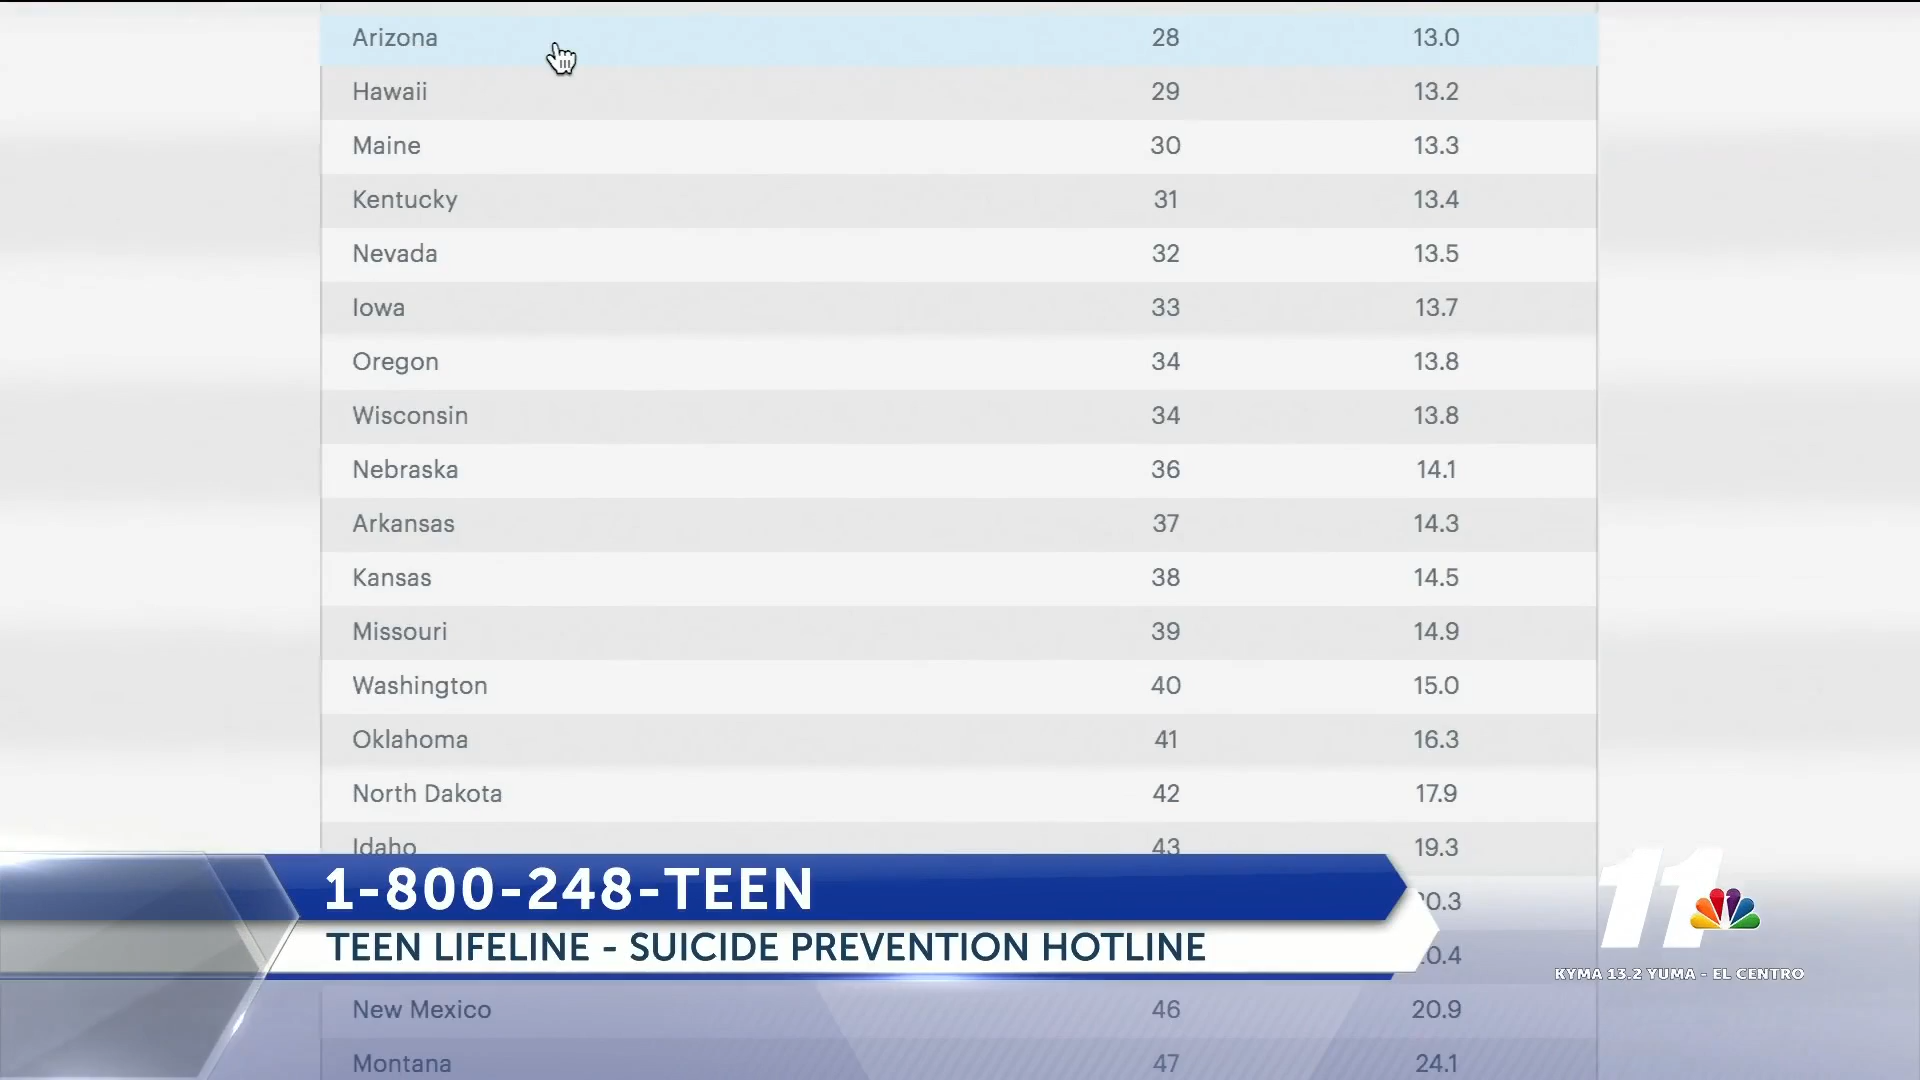 Arizona 28 13.0
Hawaii 29 13.2
Maine 30 13.3
Kentucky 31 13.4
Nevada 32 13.5
Iowa 33 13.7
Oregon 34 13.8
Wisconsin 34 13.8
Nebraska 36 14.1
Arkansas 37 14.3
Kansas 38 14.5
Missouri 39 14.9
Washington 40 15.0
Oklahoma 41 16.3
North Dakota 42 17.9
Idaho 43 19.3
1-800-248-TEEN
TEEN LIFELINE - SUICIDE PREVENTION HOTLINE
11
KYMA 13.2 YUMA - EL CENTRO
New Mexico 46 20.9
Montana 47 24.1